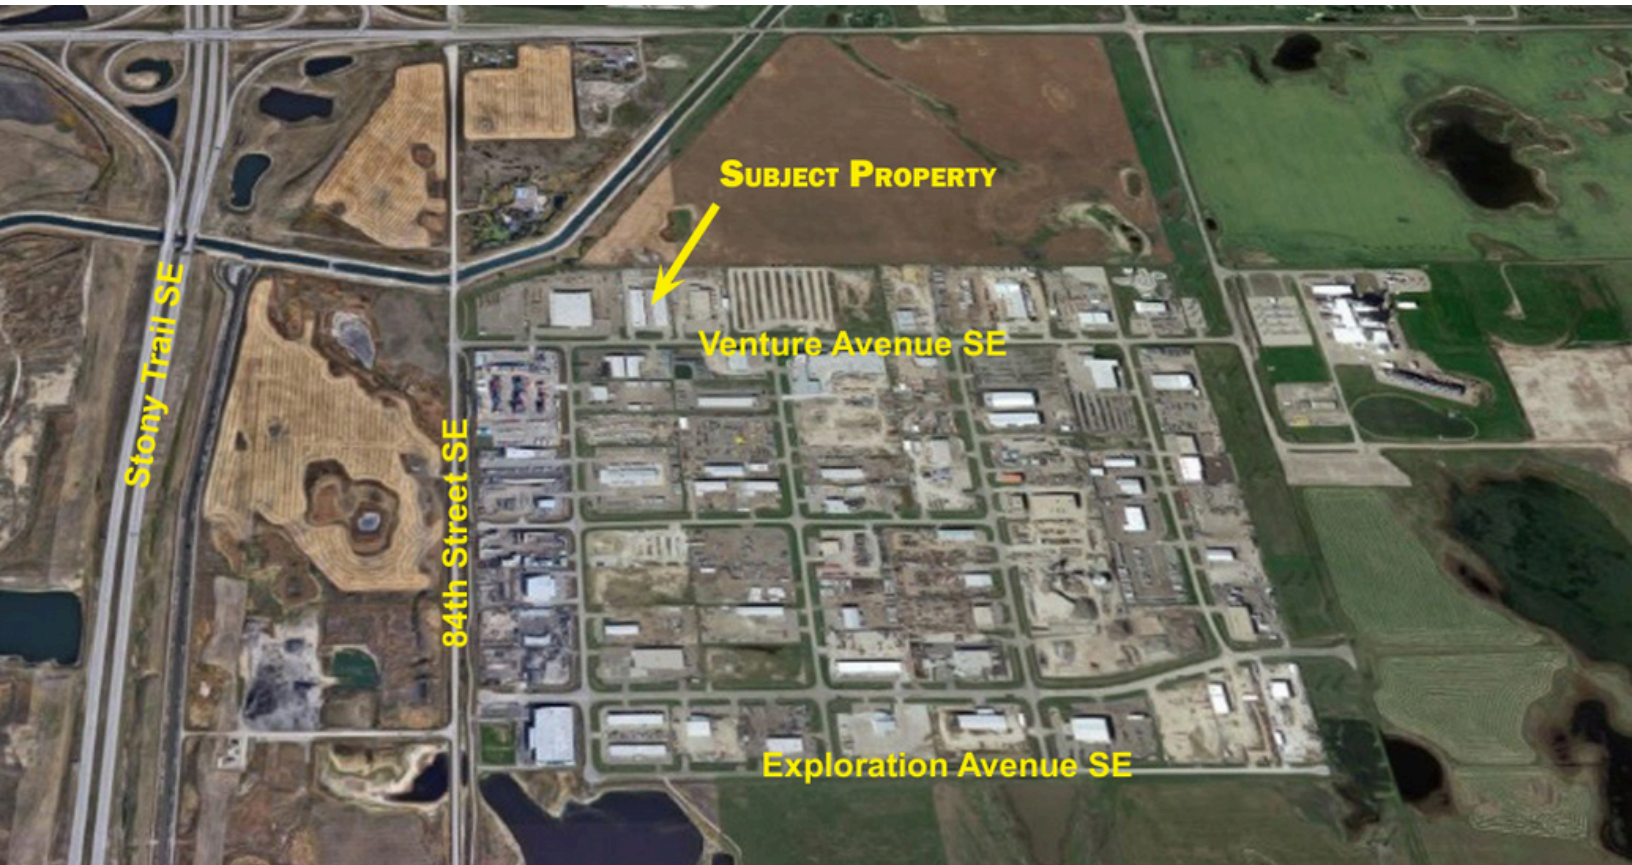 SUBJECT PROPERTY
Venture Avenue SE
Stony Trail SE
84th Street SE
Exploration Avenue SE